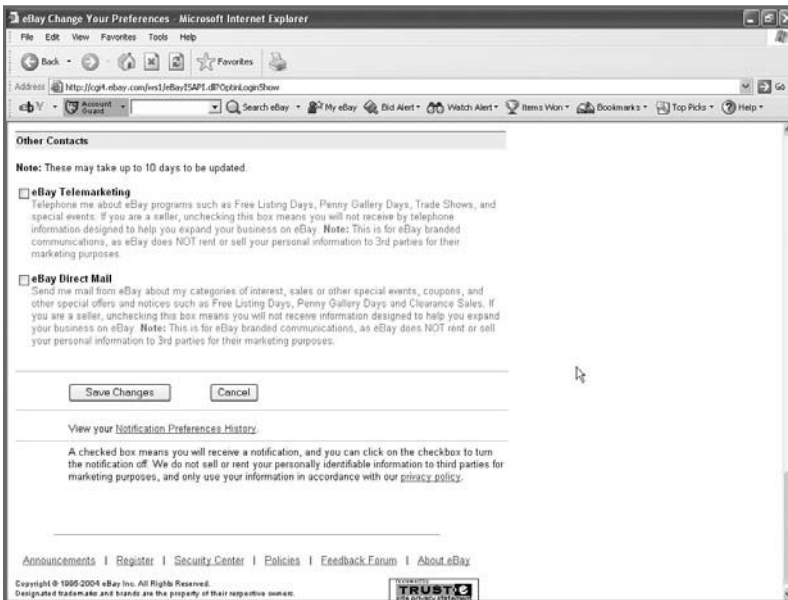 eBay Change Your Preferences - Microsoft Internet Explorer
File Edit View Favorites Tools Help
Back Favorites
Address http://cgi4.ebay.com/ws1/eBayISAPI.dll?OptinLoginShow Go
ebY Account Guard Search eBay My eBay Bid Alert Watch Alert Items Won Bookmarks Top Picks Help
Other Contacts
Note: These may take up to 10 days to be updated.
eBay Telemarketing
Telephone me about eBay programs such as Free Listing Days, Penny Gallery Days, Trade Shows, and
special events. If you are a seller, unchecking this box means you will not receive by telephone
information designed to help you expand your business on eBay. Note: This is for eBay branded
communications, as eBay does NOT rent or sell your personal information to 3rd parties for their
marketing purposes.
eBay Direct Mail
Send me mail from eBay about my categories of interest, sales or other special events, coupons, and
other special offers and notices such as Free Listing Days, Penny Gallery Days and Clearance Sales. If
you are a seller, unchecking this box means you will not receive information designed to help you expand
your business on eBay. Note: This is for eBay branded communications, as eBay does NOT rent or sell
your personal information to 3rd parties for their marketing purposes.
Save Changes Cancel
View your Notification Preferences History.
A checked box means you will receive a notification, and you can click on the checkbox to turn
the notification off. We do not sell or rent your personally identifiable information to third parties for
marketing purposes, and only use your information in accordance with our privacy policy.
Announcements | Register | Security Center | Policies | Feedback Forum | About eBay
Copyright © 1995-2004 eBay Inc. All Rights Reserved.
Designated trademarks and brands are the property of their respective owners.
TRUSTe
site privacy statement